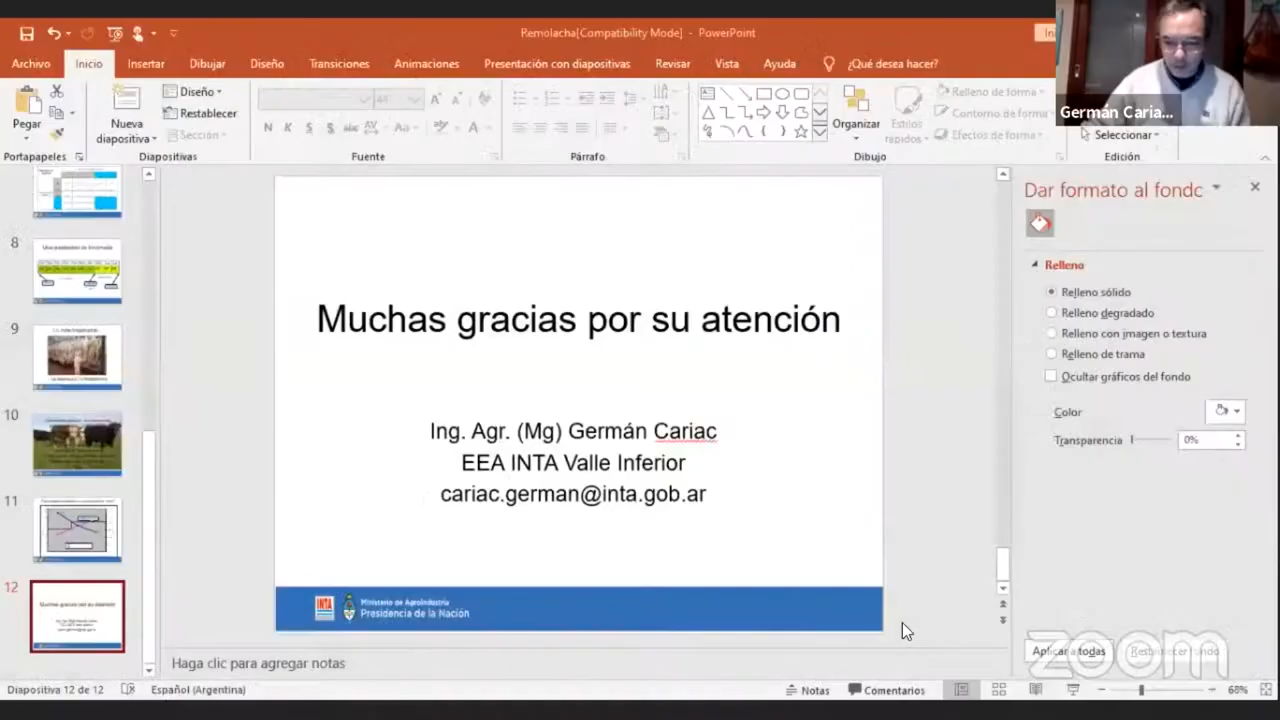 Remolacha[Compatibility Mode] - PowerPoint
Archivo Inicio Insertar Dibujar Diseño Transiciones Animaciones Presentación con diapositivas Revisar Vista Ayuda ¿Qué desea hacer?
Germán Caria...
Pegar
Nueva diapositiva
Diseño
Restablecer
Sección
44
N K S S abc AV Aa A
Organizar
Estilos rápidos
Relleno de forma
Contorno de forma
Efectos de forma
Seleccionar
Portapapeles Diapositivas Fuente Párrafo Dibujo Edición
8
9
10
11
12
Muchas gracias por su atención
Ing. Agr. (Mg) Germán Cariac
EEA INTA Valle Inferior
cariac.german@inta.gob.ar
INTA
Ministerio de Agroindustria
Presidencia de la Nación
Dar formato al fondo
Relleno
Relleno sólido
Relleno degradado
Relleno con imagen o textura
Relleno de trama
Ocultar gráficos del fondo
Color
Transparencia 0%
Aplicar a todas Restablecer fondo
zoom
Haga clic para agregar notas
Diapositiva 12 de 12 Español (Argentina) Notas Comentarios 68%